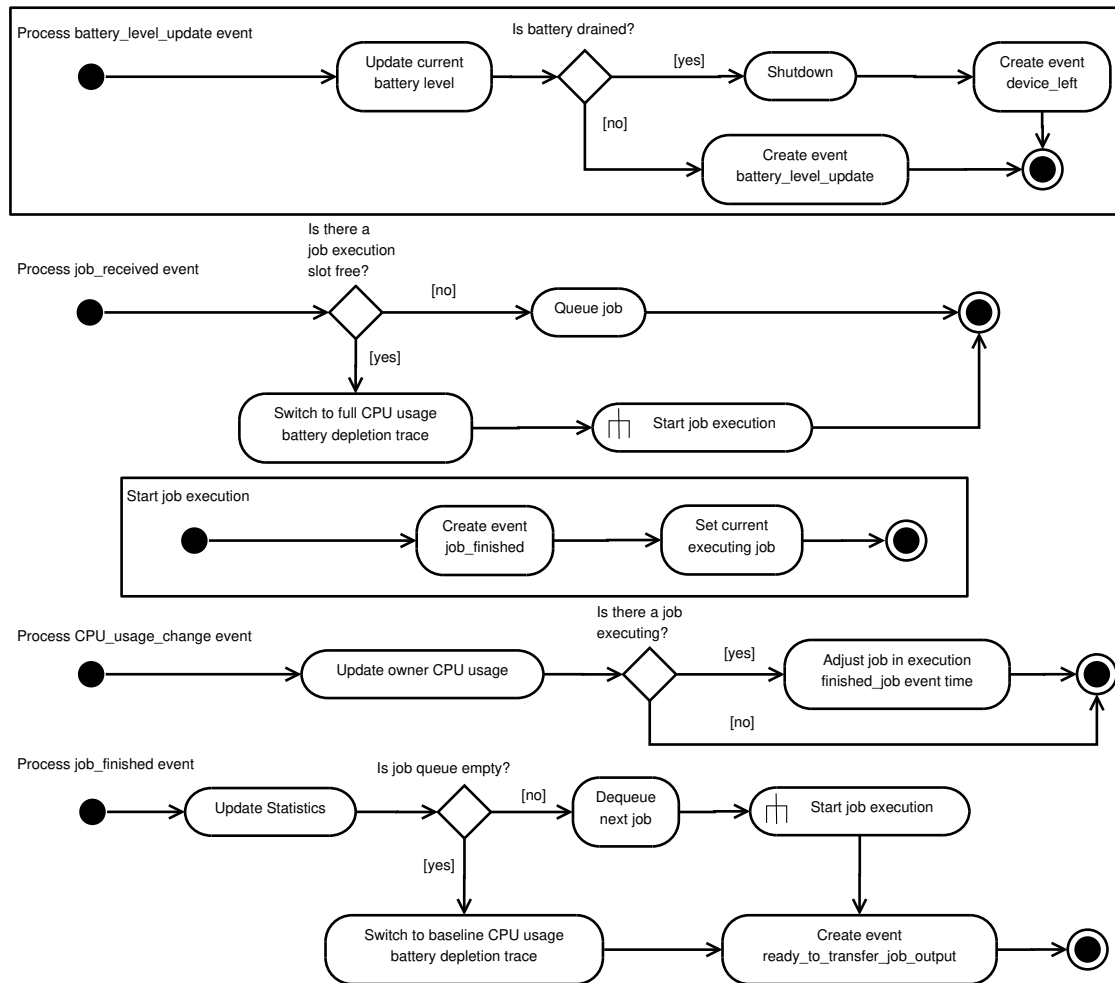 Process battery_level_update event
Is battery drained?
Update current
battery level
[yes]
Shutdown
Create event
device_left
[no]
Create event
battery_level_update
Process job_received event
Is there a
job execution
slot free?
[no]
Queue job
[yes]
Switch to full CPU usage
battery depletion trace
Start job execution
Start job execution
Create event
job_finished
Set current
executing job
Process CPU_usage_change event
Is there a job
executing?
Update owner CPU usage
[yes]
Adjust job in execution
finished_job event time
[no]
Process job_finished event
Is job queue empty?
Update Statistics
[no]
Dequeue
next job
Start job execution
[yes]
Switch to baseline CPU usage
battery depletion trace
Create event
ready_to_transfer_job_output